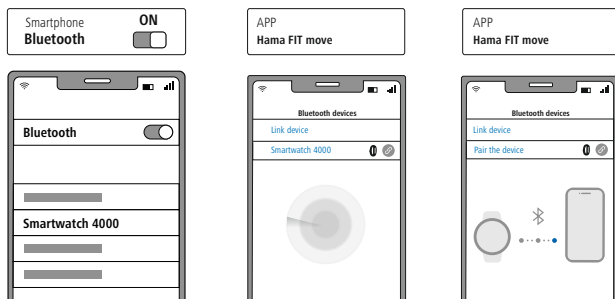 Smartphone
Bluetooth
ON
Bluetooth
Smartwatch 4000
APP
Hama FIT move
Bluetooth devices
Link device
Smartwatch 4000
APP
Hama FIT move
Bluetooth devices
Link device
Pair the device